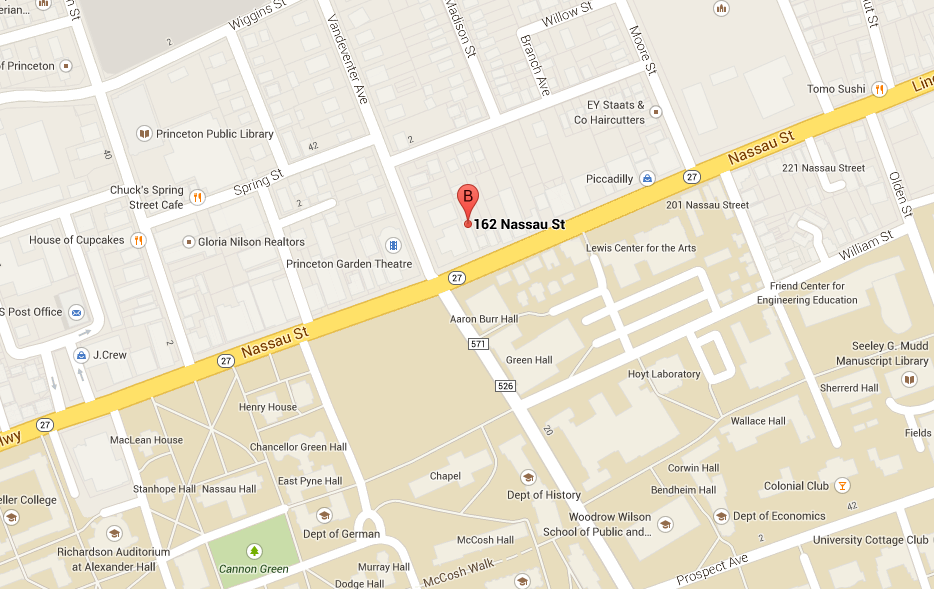 n St
Wiggins St
erian...
2
of Princeton
Vandeventer Ave
Madison St
Willow St
Branch Ave
Moore St
Tomo Sushi
Linc
EY Staats &
Co Haircutters
Princeton Public Library
2
42
40
Nassau St
Spring St
Chuck's Spring
Street Cafe
2
Piccadilly
27
221 Nassau Street
201 Nassau Street
Olden St
B
162 Nassau St
House of Cupcakes
Gloria Nilson Realtors
Princeton Garden Theatre
Lewis Center for the Arts
William St
27
Friend Center for
Engineering Education
S Post Office
Aaron Burr Hall
571
J.Crew
2
Nassau St
27
Green Hall
Hoyt Laboratory
526
Seeley G. Mudd
Manuscript Library
Sherrerd Hall
Henry House
27
Hwy
MacLean House
Chancellor Green Hall
20
Wallace Hall
Fields
Stanhope Hall
Nassau Hall
East Pyne Hall
Chapel
Corwin Hall
Bendheim Hall
Colonial Club
eller College
Dept of History
Richardson Auditorium
at Alexander Hall
Dept of German
Woodrow Wilson
School of Public and...
Dept of Economics
42
2
University Cottage Club
McCosh Hall
Cannon Green
Murray Hall
Dodge Hall
McCosh Walk
Prospect Ave